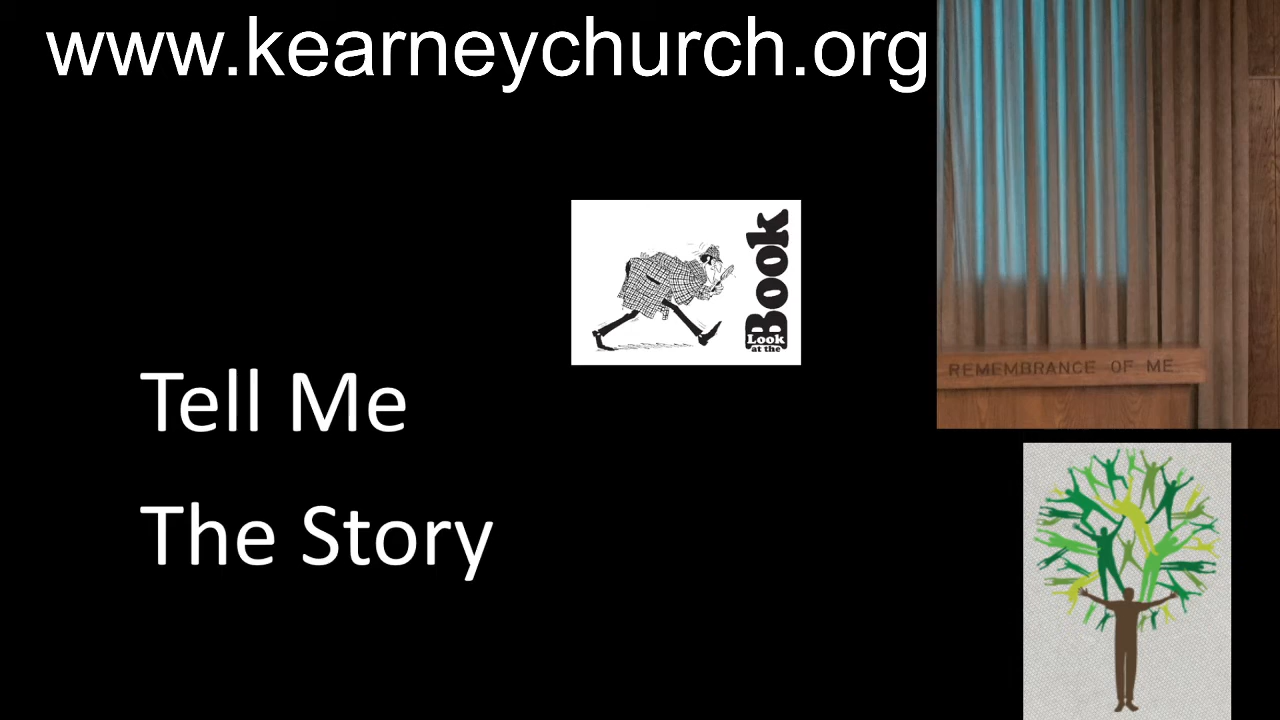 www.kearneychurch.org
Book
Look
at the
REMEMBRANCE OF ME
Tell Me
The Story